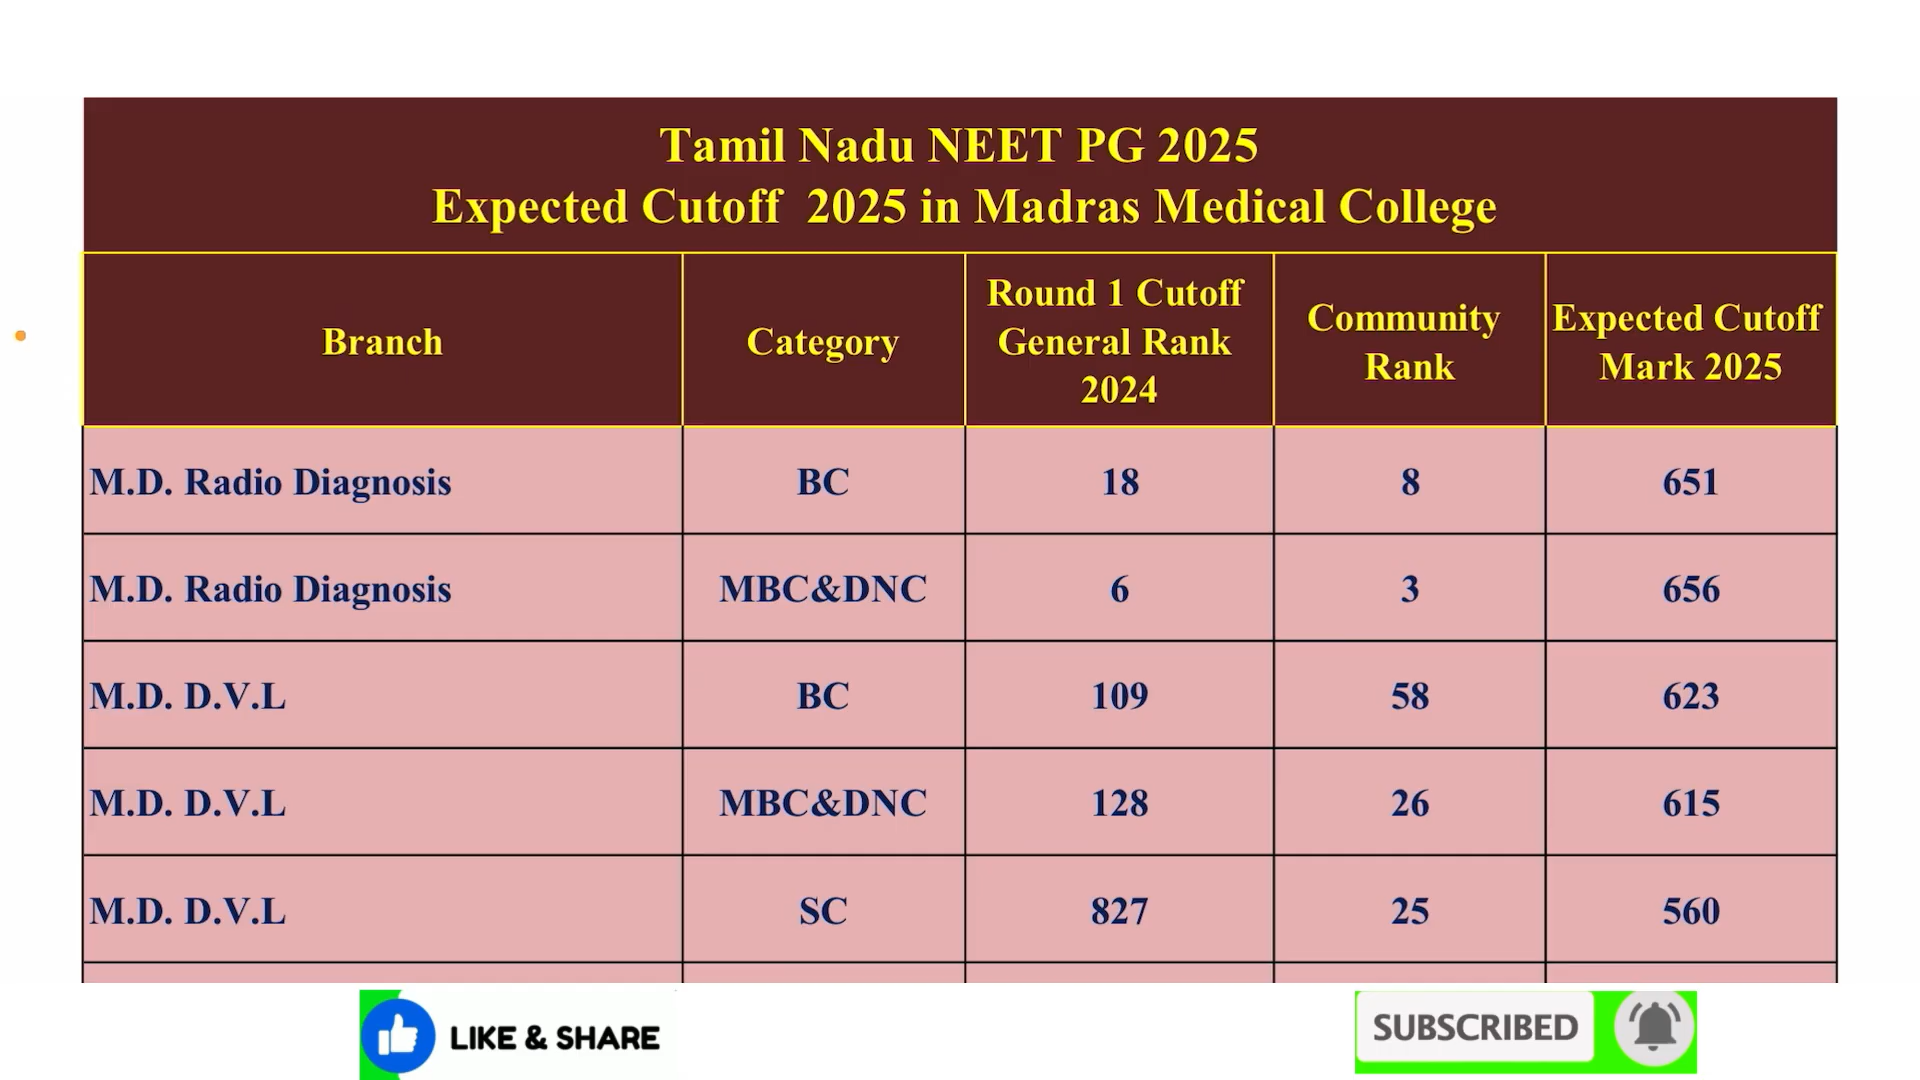 Tamil Nadu NEET PG 2025
Expected Cutoff 2025 in Madras Medical College
Branch Category Round 1 Cutoff General Rank 2024 Community Rank Expected Cutoff Mark 2025
M.D. Radio Diagnosis BC 18 8 651
M.D. Radio Diagnosis MBC&DNC 6 3 656
M.D. D.V.L BC 109 58 623
M.D. D.V.L MBC&DNC 128 26 615
M.D. D.V.L SC 827 25 560
LIKE & SHARE
SUBSCRIBED